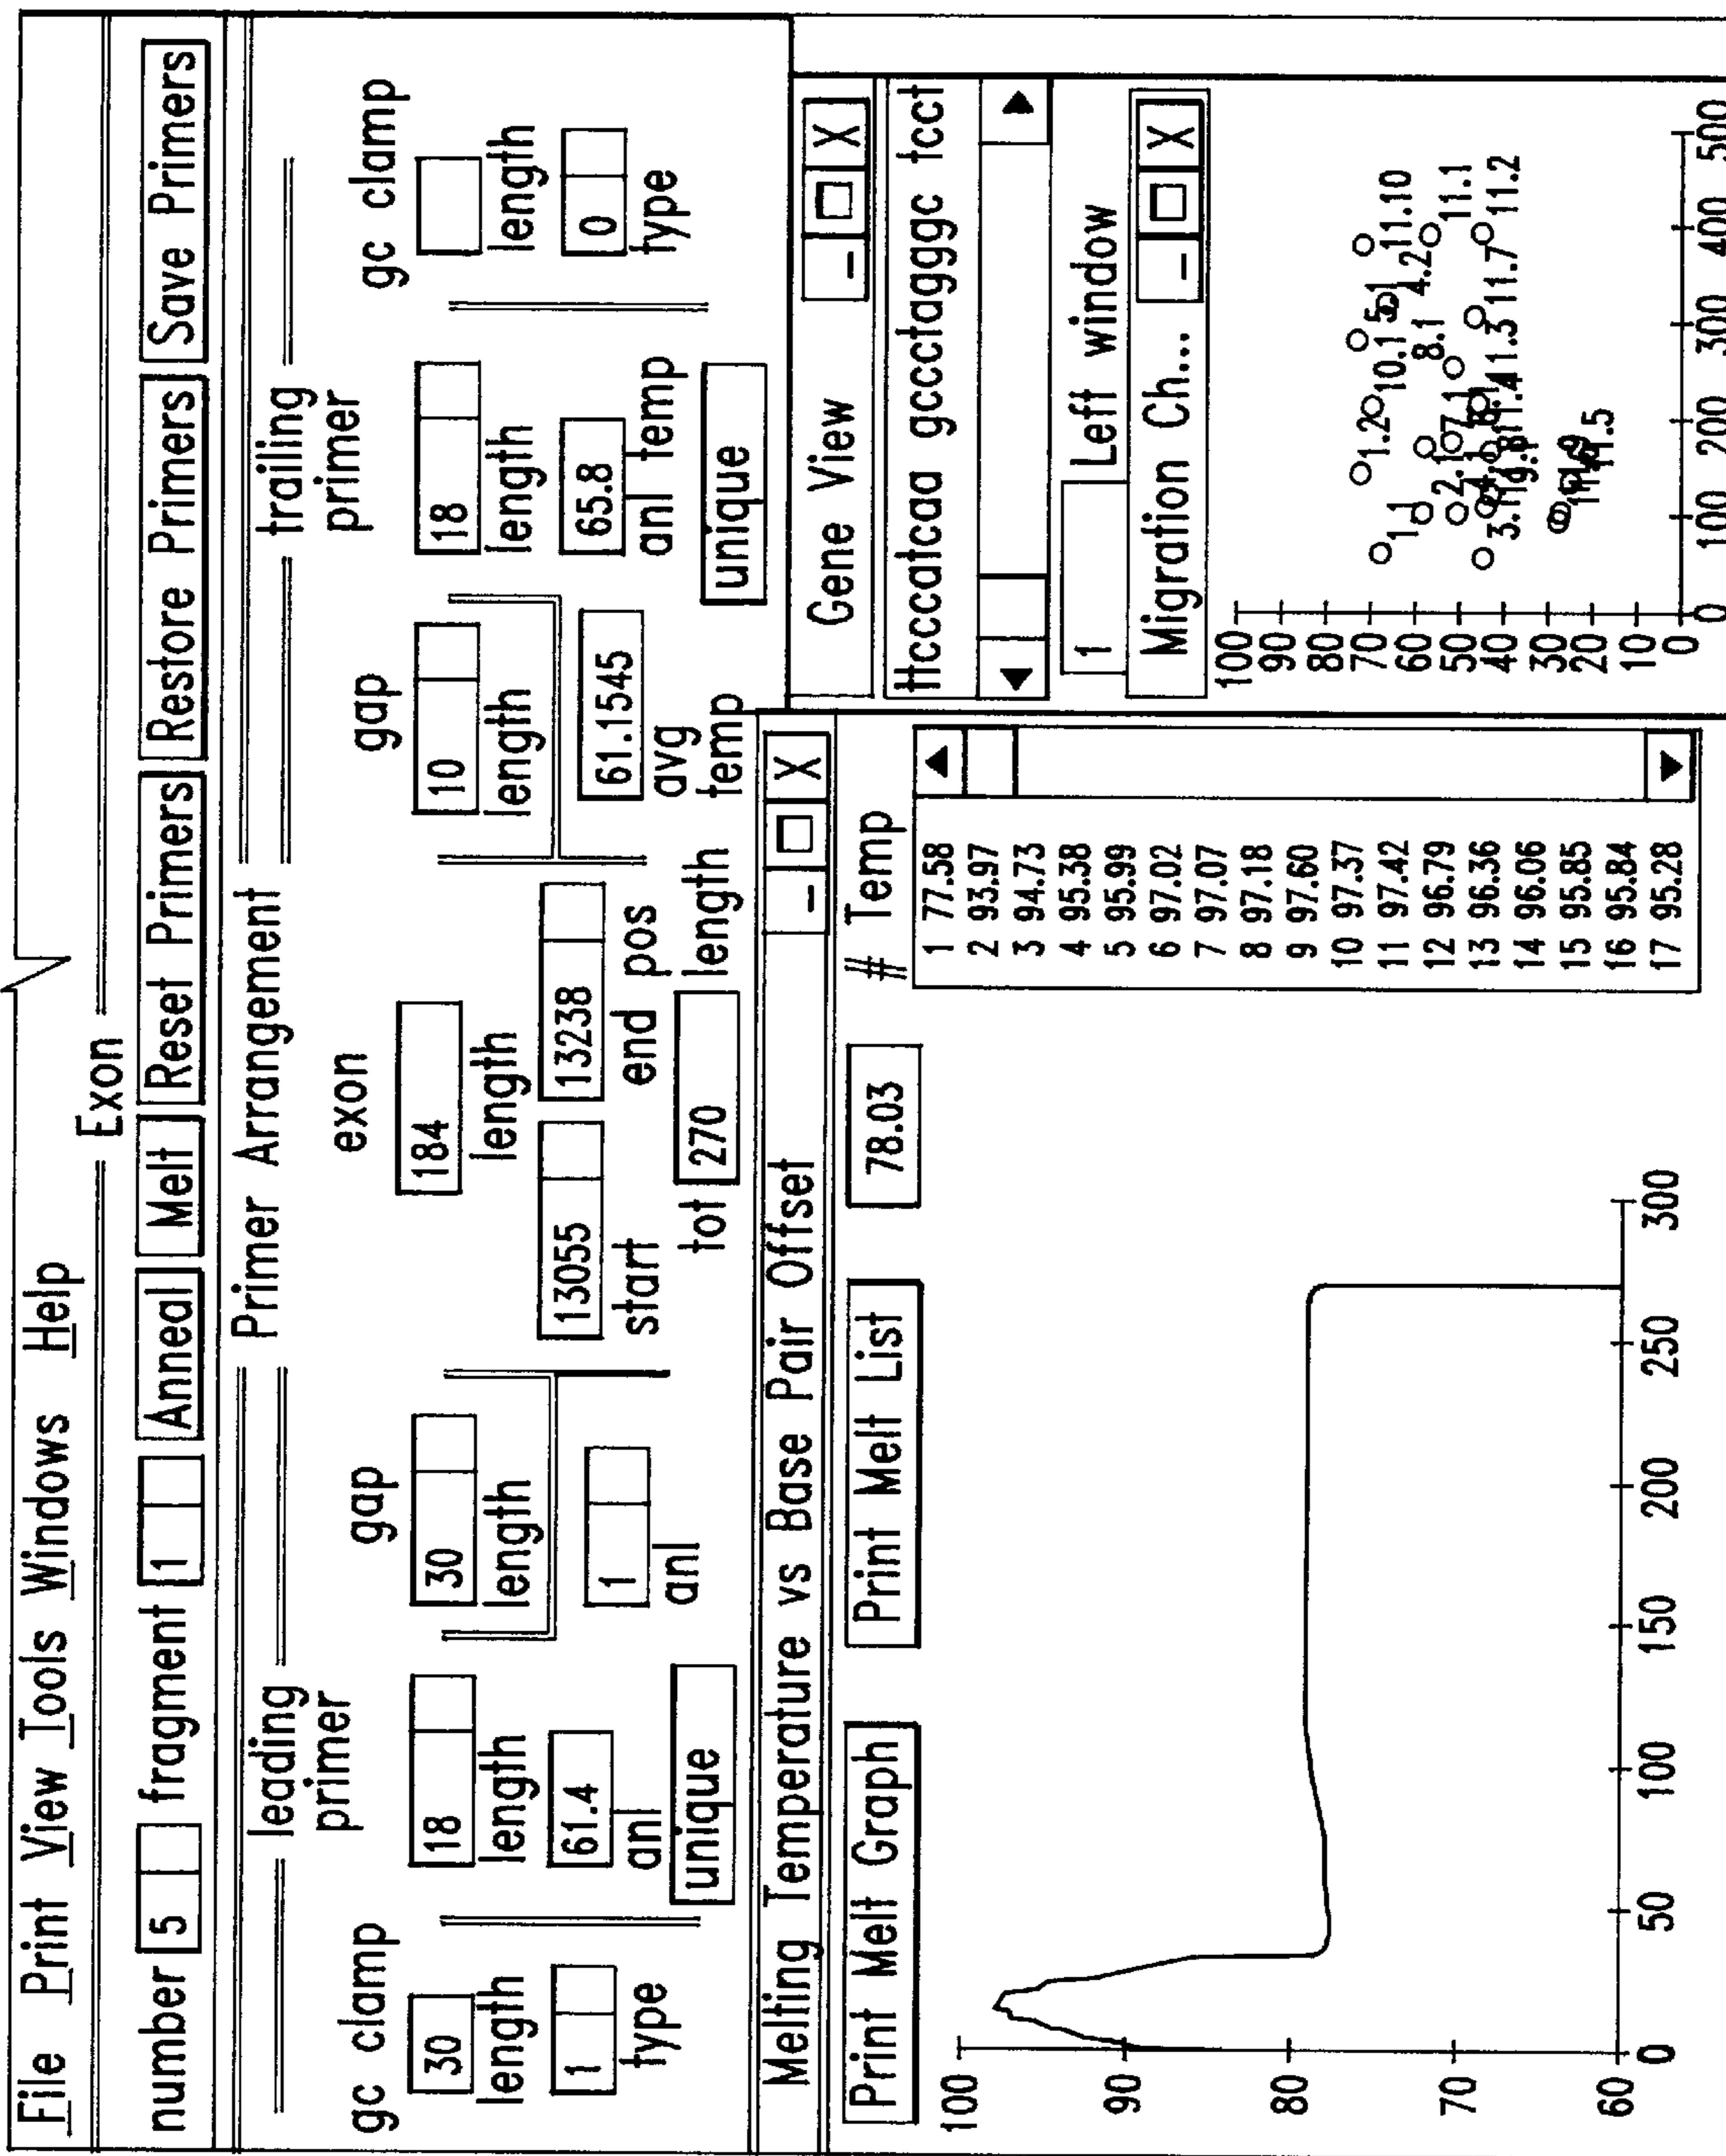 File Print View Tools Windows Help
Exon
number 5 fragment 1 Anneal Melt Reset Primers Restore Primers Save Primers
Primer Arrangement
leading primer
trailing primer
gc clamp
30
length
1
type
18
length
61.4
anl
unique
gap
30
length
1
anl
exon
184
length
13055 13238
start end pos
tot 270 length
gap
10
length
61.1545
avg temp
18
length
65.8
anl temp
unique
gc clamp
length
0
type
Melting Temperature vs Base Pair Offset
– □ X
Print Melt Graph Print Melt List 78.03
100
90
80
70
60
0 50 100 150 200 250 300
# Temp
1 77.58
2 93.97
3 94.73
4 95.38
5 95.99
6 97.02
7 97.07
8 97.18
9 97.60
10 97.37
11 97.42
12 96.79
13 96.36
14 96.06
15 95.85
16 95.84
17 95.28
Gene View
– □ X
ttcccatcaa gccctagggc tcct
1 Left window
Migration Ch...
– □ X
100
90
80
70
60
50
40
30
20
10
0
0 100 200 300 400 500
1.1
1.2
10.1
5.1
11.10
2.1
7.1
8.1
4.2
11.1
3.1
11.4
11.3
11.7
11.2
11.5